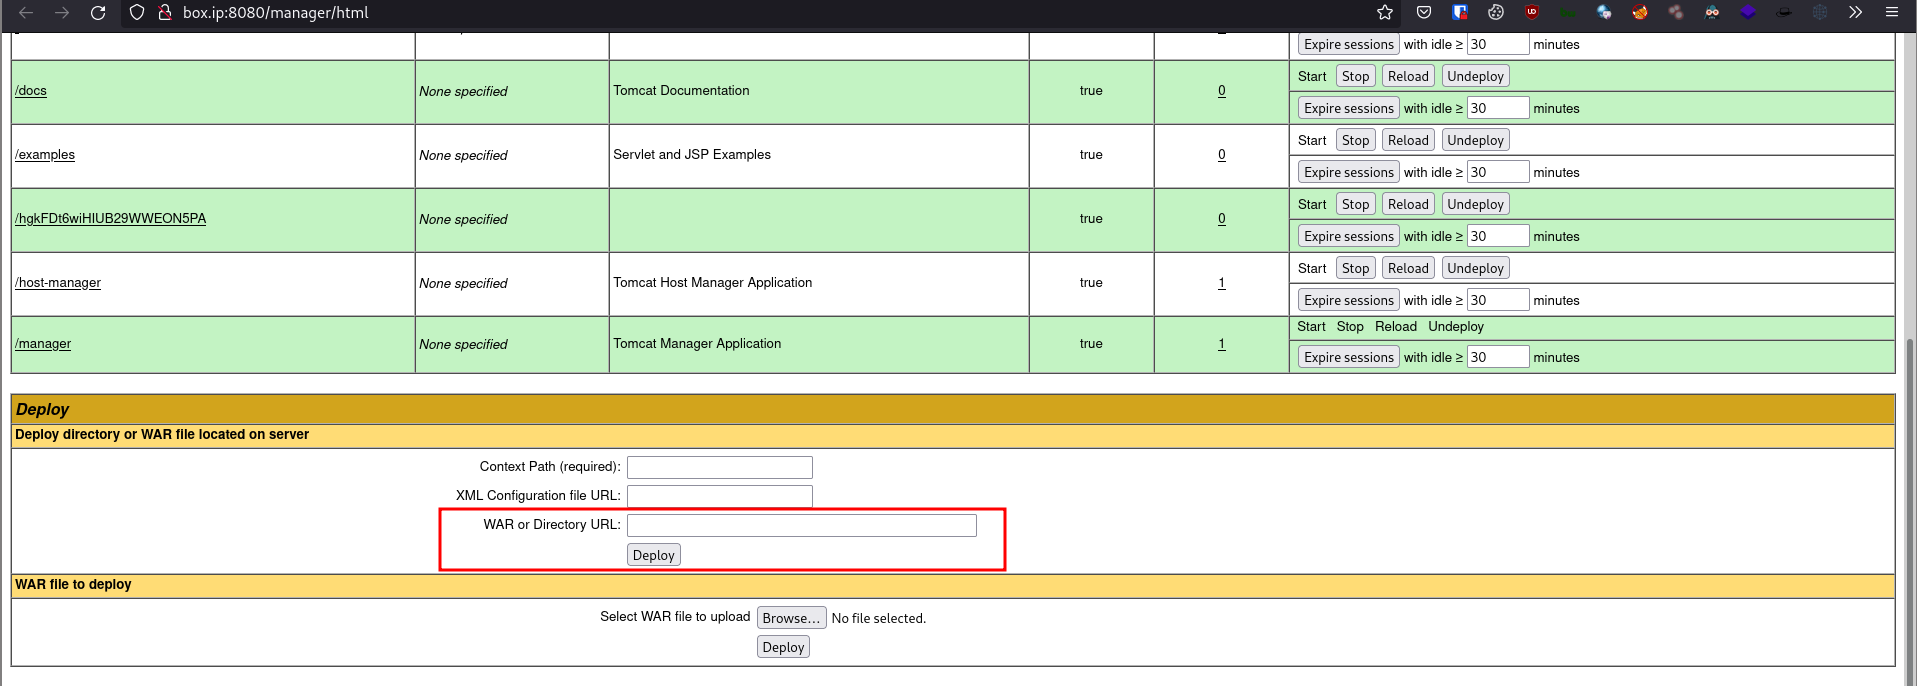 box.ip:8080/manager/html
Expire sessions with idle ≥ 30 minutes
/docs None specified Tomcat Documentation true 0 Start Stop Reload Undeploy
Expire sessions with idle ≥ 30 minutes
/examples None specified Servlet and JSP Examples true 0 Start Stop Reload Undeploy
Expire sessions with idle ≥ 30 minutes
/hgkFDt6wiHlUB29WWEON5PA None specified true 0 Start Stop Reload Undeploy
Expire sessions with idle ≥ 30 minutes
/host-manager None specified Tomcat Host Manager Application true 1 Start Stop Reload Undeploy
Expire sessions with idle ≥ 30 minutes
/manager None specified Tomcat Manager Application true 1 Start Stop Reload Undeploy
Expire sessions with idle ≥ 30 minutes
Deploy
Deploy directory or WAR file located on server
Context Path (required):
XML Configuration file URL:
WAR or Directory URL:
Deploy
WAR file to deploy
Select WAR file to upload Browse... No file selected.
Deploy